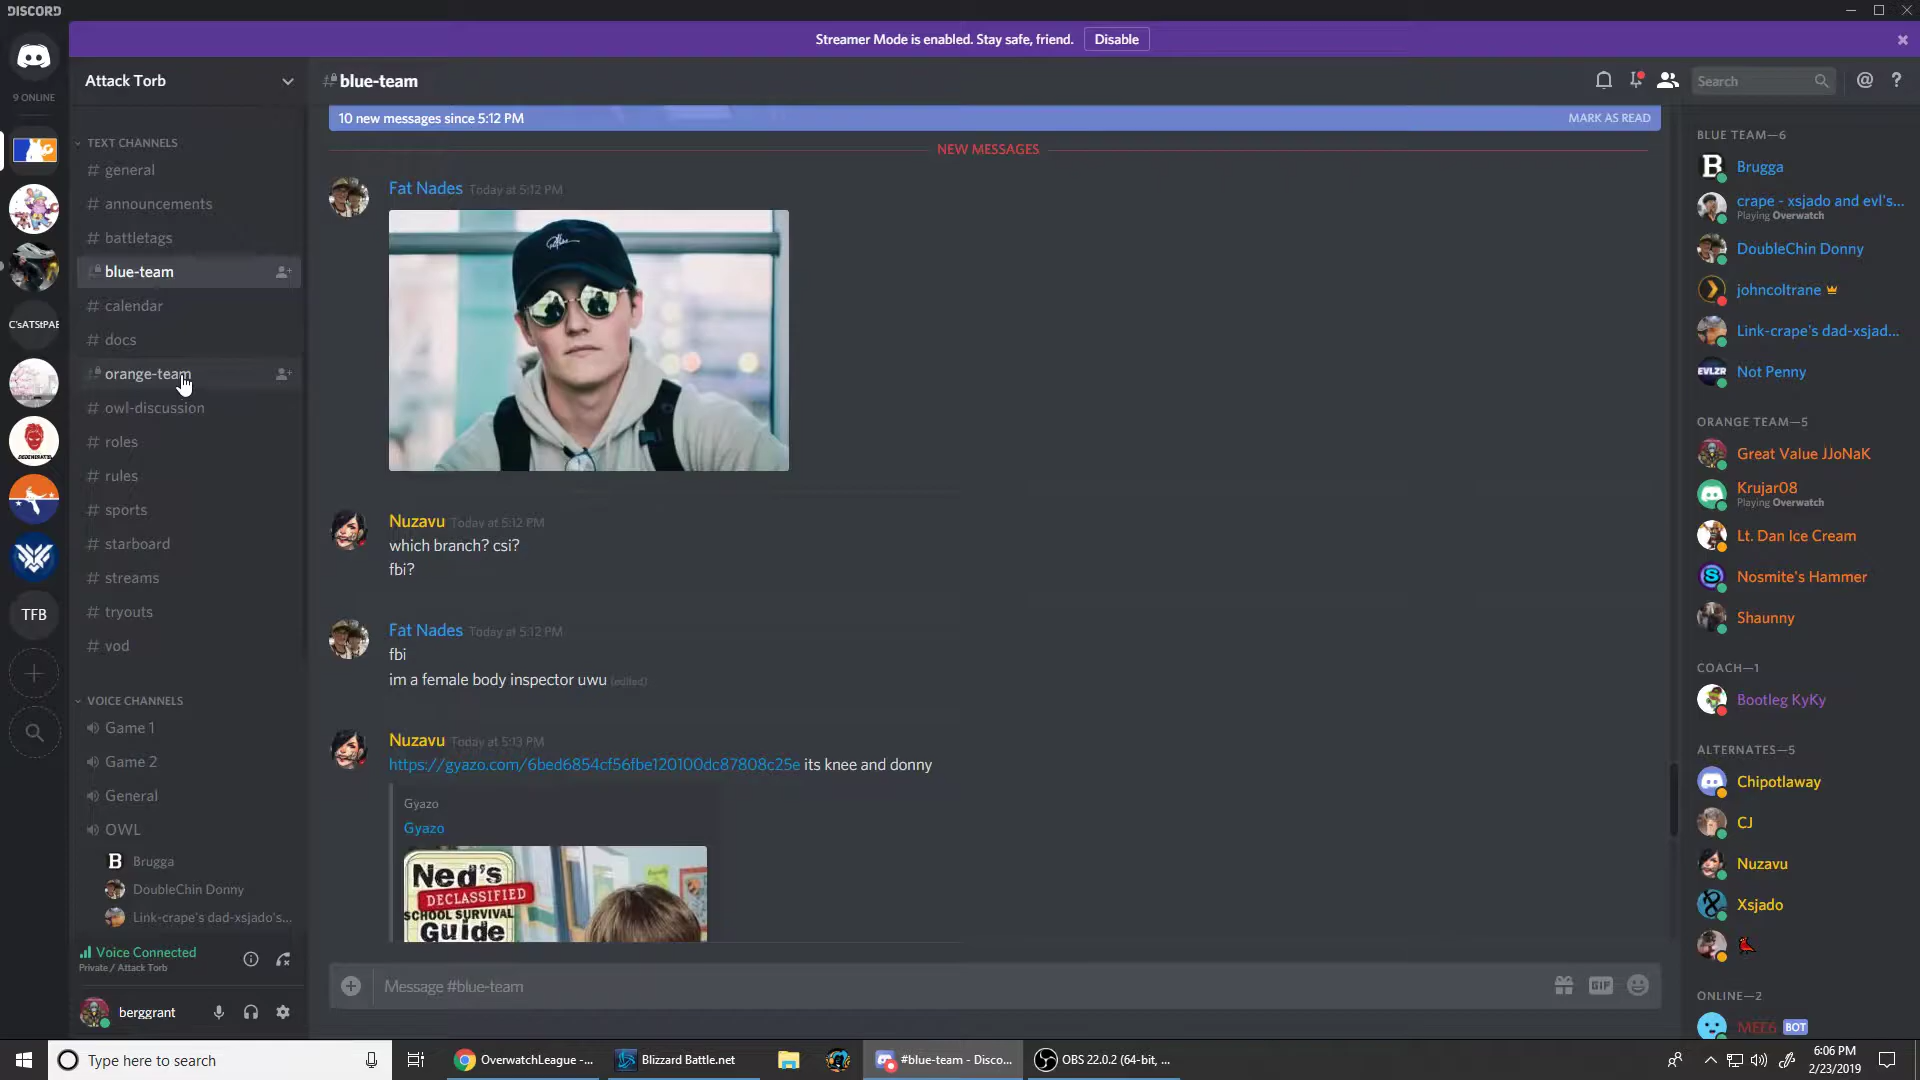 DISCORD
Streamer Mode is enabled. Stay safe, friend.
Disable
9 ONLINE
C'sATStPAE
TFB
Attack Torb
TEXT CHANNELS
# general
# announcements
# battletags
blue-team
# calendar
# docs
orange-team
# owl-discussion
# roles
# rules
# sports
# starboard
# streams
# tryouts
# vod
VOICE CHANNELS
Game 1
Game 2
General
OWL
B Brugga
DoubleChin Donny
Link-crape's dad-xsjado's...
Voice Connected
Private / Attack Torb
berggrant
# blue-team
Search
@ ?
10 new messages since 5:12 PM
MARK AS READ
NEW MESSAGES
Fat Nades Today at 5:12 PM
Nuzavu Today at 5:12 PM
which branch? csi?
fbi?
Fat Nades Today at 5:12 PM
fbi
im a female body inspector uwu (edited)
Nuzavu Today at 5:13 PM
https://gyazo.com/6bed6854cf56fbe120100dc87808c25e its knee and donny
Gyazo
Gyazo
Ned's
DECLASSIFIED
SCHOOL SURVIVAL
Guide
Message #blue-team
GIF
BLUE TEAM—6
B Brugga
crape - xsjado and evl's...
Playing Overwatch
DoubleChin Donny
johncoltrane
Link-crape's dad-xsjad...
EVLZR Not Penny
ORANGE TEAM—5
Great Value JJoNaK
Krujar08
Playing Overwatch
Lt. Dan Ice Cream
Nosmite's Hammer
Shaunny
COACH—1
Bootleg KyKy
ALTERNATES—5
Chipotlaway
CJ
Nuzavu
Xsjado
ONLINE—2
MEE6 BOT
Type here to search
OverwatchLeague -...
Blizzard Battle.net
#blue-team - Disco...
OBS 22.0.2 (64-bit, ...
6:06 PM
2/23/2019